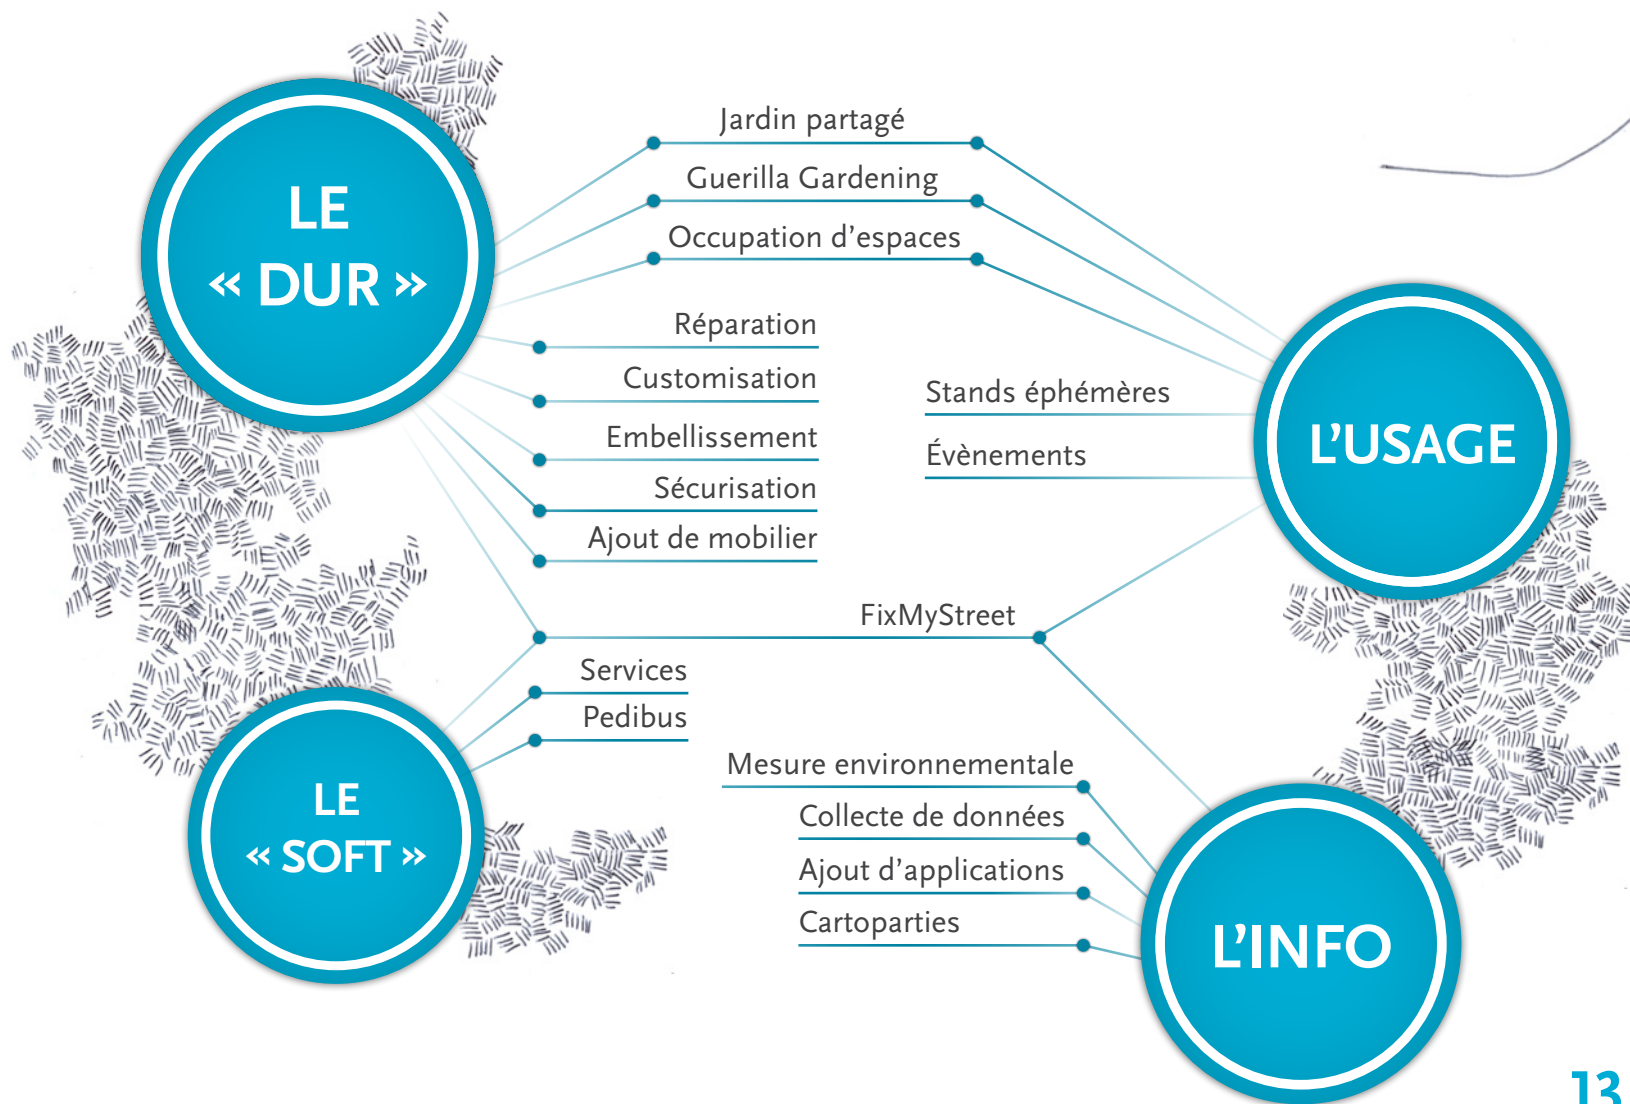 LE
« DUR »
Jardin partagé
Guerilla Gardening
Occupation d’espaces
Réparation
Customisation
Embellissement
Sécurisation
Ajout de mobilier
Stands éphémères
Évènements
L’USAGE
FixMyStreet
Services
Pedibus
LE
« SOFT »
Mesure environnementale
Collecte de données
Ajout d’applications
Cartoparties
L’INFO
13